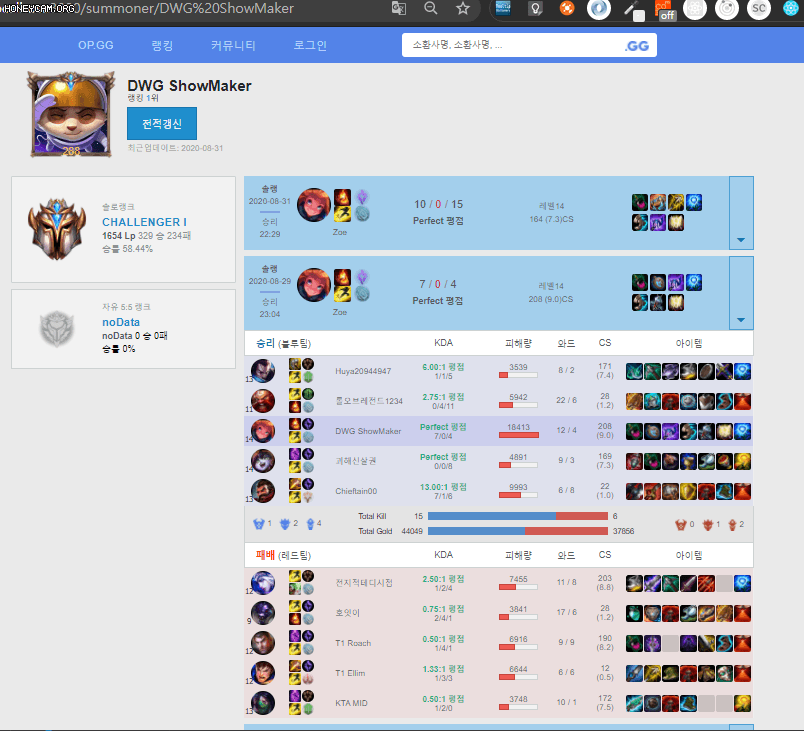 HONEYCAM.ORG
0/summoner/DWG%20ShowMaker
off
SC
OP.GG 랭킹 커뮤니티 로그인
소환사명, 소환사명, ... .GG
288
DWG ShowMaker
랭킹 1위
전적갱신
최근업데이트: 2020-08-31
솔로랭크
CHALLENGER I
1654 Lp 329 승 234패
승률 58.44%
자유 5:5 랭크
noData
noData 0 승 0패
승률 0%
솔랭
2020-08-31
승리
22:29
Zoe
10 / 0 / 15
Perfect 평점
레벨14
164 (7.3)CS
솔랭
2020-08-29
승리
23:04
Zoe
7 / 0 / 4
Perfect 평점
레벨14
208 (9.0)CS
승리 (블루팀) KDA 피해량 와드 CS 아이템
13 Huya20944947 6.00:1 평점 1/1/5 3539 8 / 2 171 (7.4)
11 롤모브레전드1234 2.75:1 평점 0/4/11 5942 22 / 6 28 (1.2)
14 DWG ShowMaker Perfect 평점 7/0/4 18413 12 / 4 208 (9.0)
14 괴해신살권 Perfect 평점 0/0/8 4891 9 / 3 169 (7.3)
13 Chieftain00 13.00:1 평점 7/1/6 9993 6 / 8 22 (1.0)
1 2 4
Total Kill 15 6
Total Gold 44049 37856
0 1 2
패배 (레드팀) KDA 피해량 와드 CS 아이템
12 전지적테디시점 2.50:1 평점 1/2/4 7455 11 / 8 203 (8.8)
9 호잇이 0.75:1 평점 2/4/1 3841 17 / 6 28 (1.2)
12 T1 Roach 0.50:1 평점 1/4/1 6916 9 / 9 190 (8.2)
12 T1 Ellim 1.33:1 평점 1/3/3 6644 6 / 6 12 (0.5)
13 KTA MID 0.50:1 평점 1/2/0 3748 10 / 1 172 (7.5)